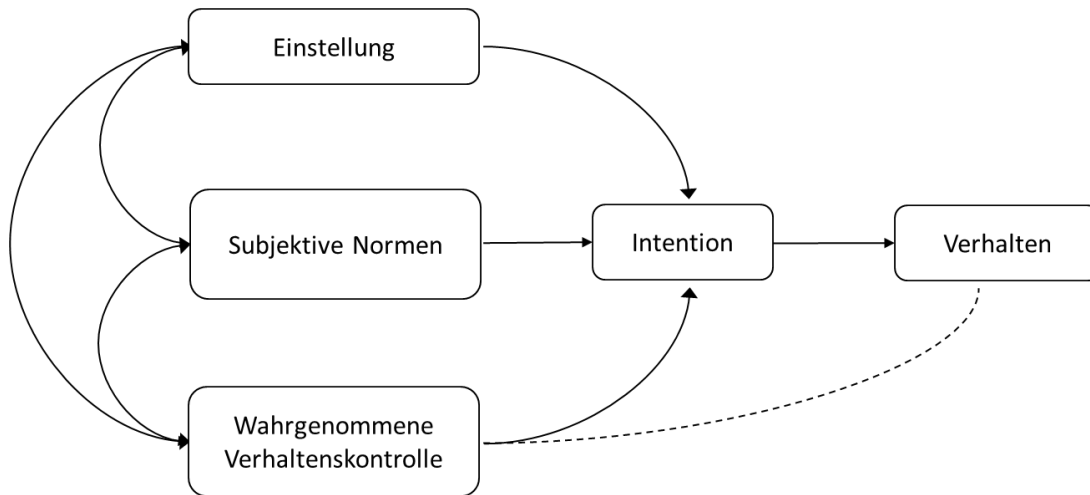 Einstellung
Subjektive Normen
Intention
Verhalten
Wahrgenommene
Verhaltenskontrolle